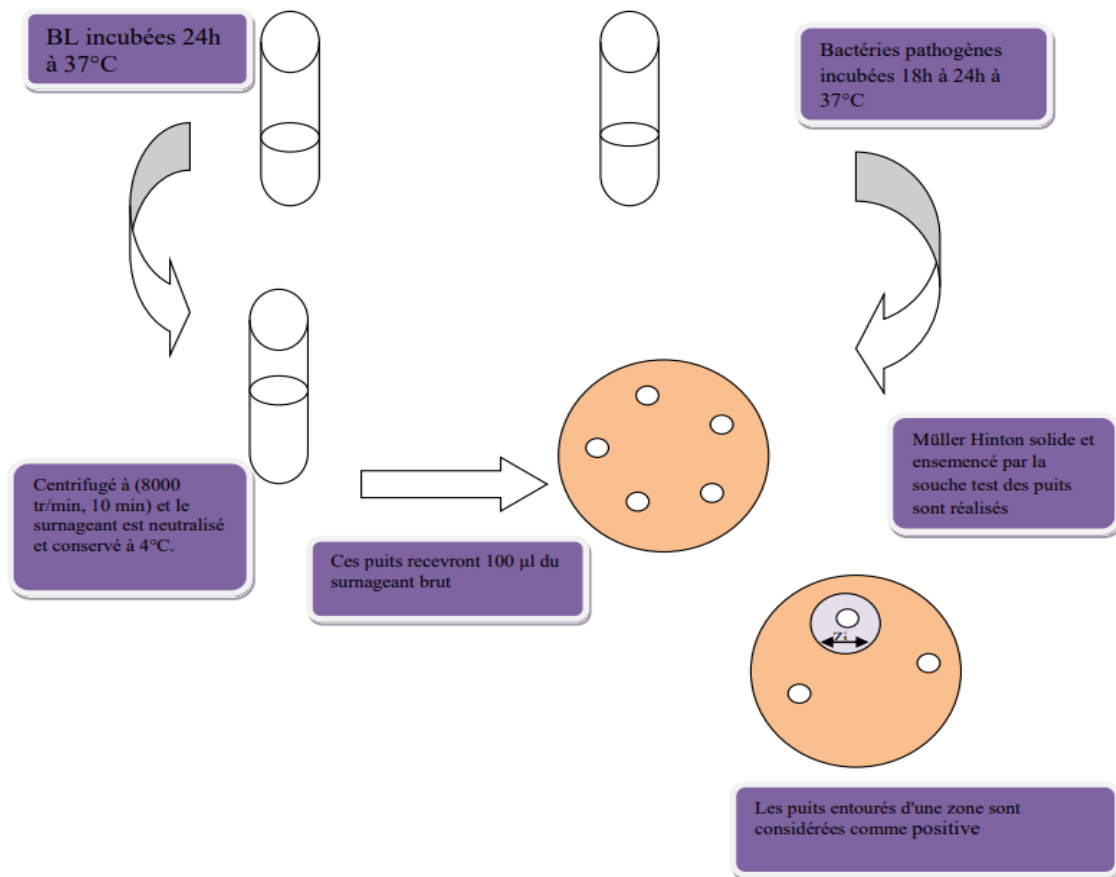 BL incubées 24h
à 37°C
Bactéries pathogènes
incubées 18h à 24h à
37°C
Centrifugé à (8000
tr/min, 10 min) et le
surnageant est neutralisé
et conservé à 4°C.
Ces puits recevront 100 µl du
surnageant brut
Müller Hinton solide et
ensemencé par la
souche test des puits
sont réalisés
Zi
Les puits entourés d'une zone sont
considérées comme positive